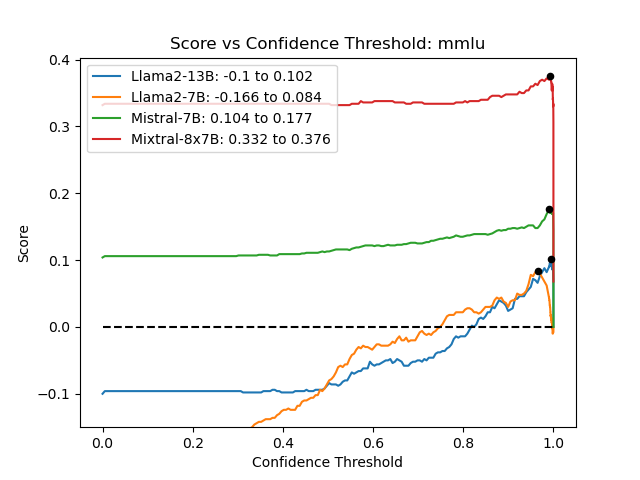 Score vs Confidence Threshold: mmlu
Llama2-13B: -0.1 to 0.102
Llama2-7B: -0.166 to 0.084
Mistral-7B: 0.104 to 0.177
Mixtral-8x7B: 0.332 to 0.376
0.4
0.3
0.2
0.1
0.0
−0.1
Score
0.0 0.2 0.4 0.6 0.8 1.0
Confidence Threshold